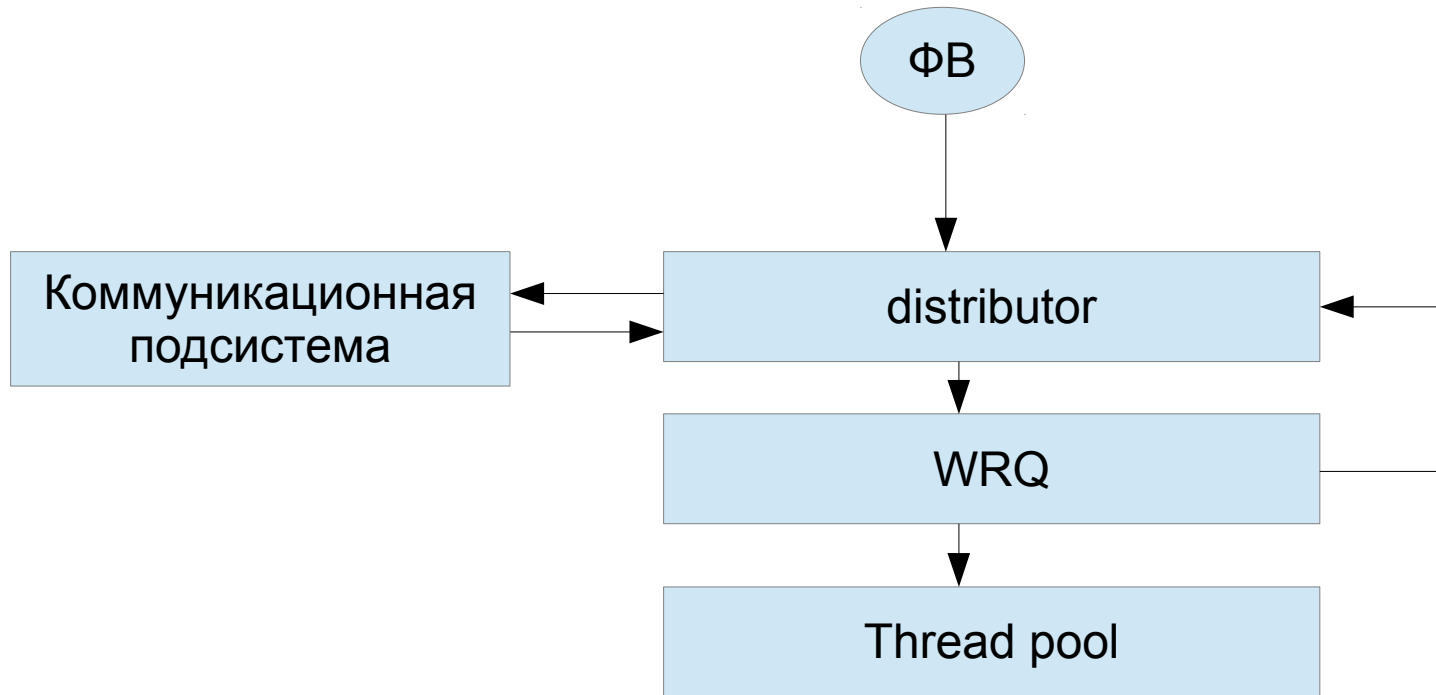 ФВ
Коммуникационная
подсистема
distributor
WRQ
Thread pool